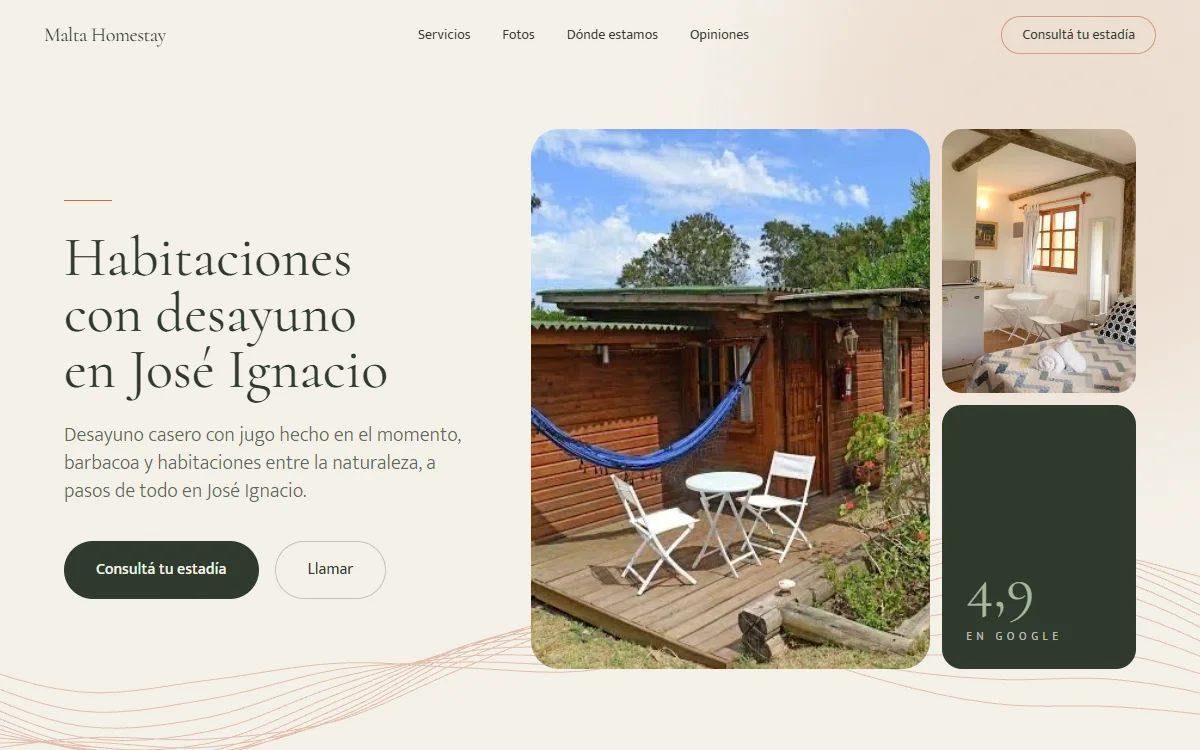 Malta Homestay
Servicios
Fotos
Dónde estamos
Opiniones
Consultá tu estadía
Habitaciones
con desayuno
en José Ignacio
Desayuno casero con jugo hecho en el momento,
barbacoa y habitaciones entre la naturaleza, a
pasos de todo en José Ignacio.
Consultá tu estadía
Llamar
4,9
EN GOOGLE